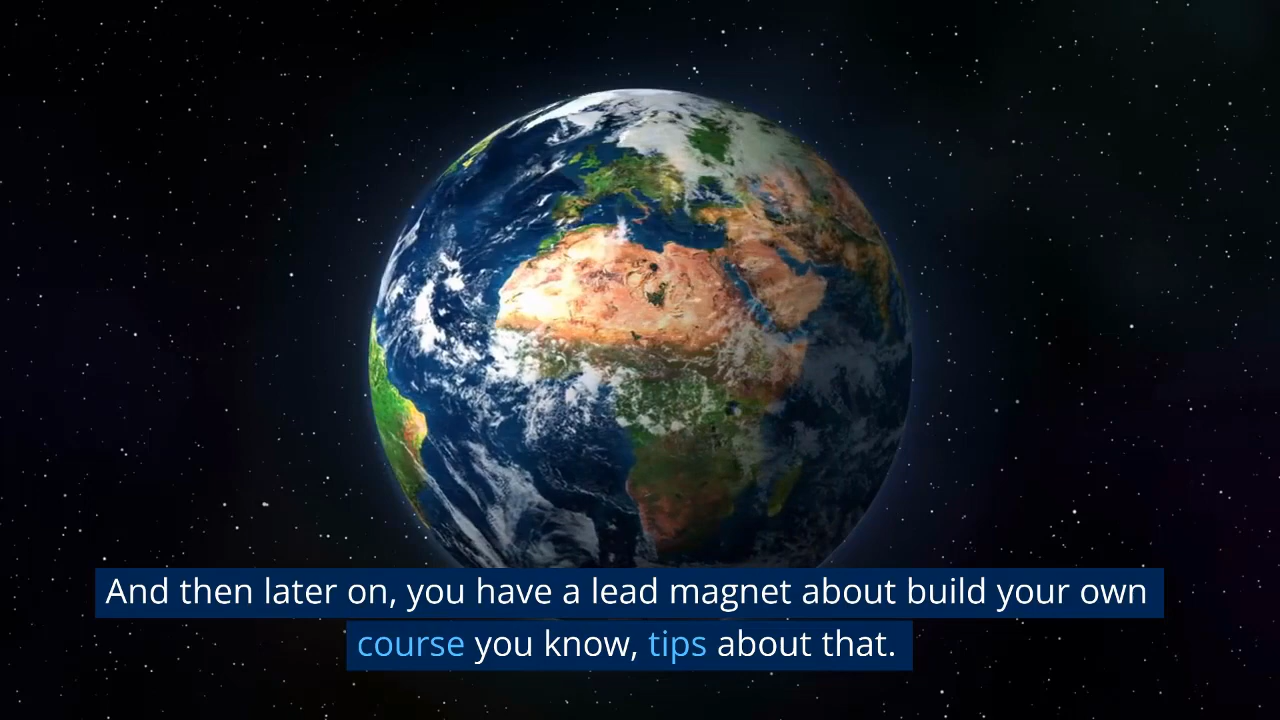 And then later on, you have a lead magnet about build your own
course you know, tips about that.